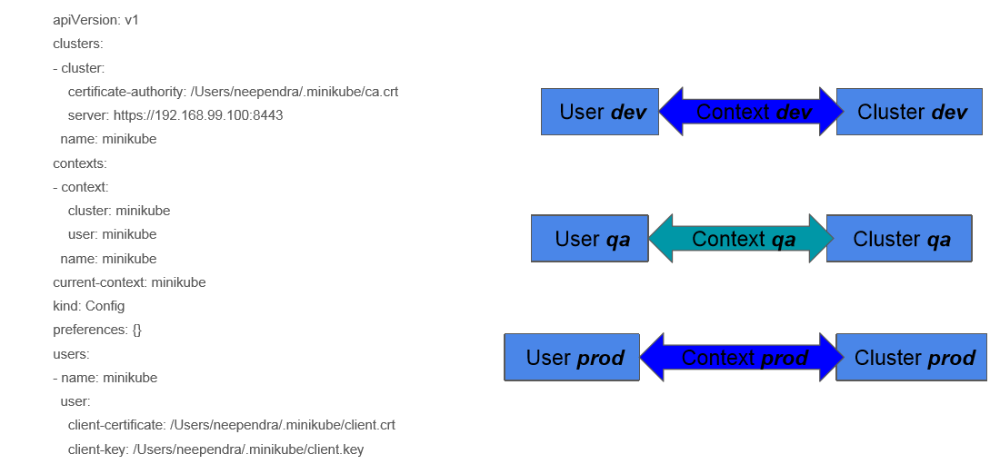 apiVersion: v1
clusters:
- cluster:
    certificate-authority: /Users/neependra/.minikube/ca.crt
    server: https://192.168.99.100:8443
  name: minikube
contexts:
- context:
    cluster: minikube
    user: minikube
  name: minikube
current-context: minikube
kind: Config
preferences: {}
users:
- name: minikube
  user:
    client-certificate: /Users/neependra/.minikube/client.crt
    client-key: /Users/neependra/.minikube/client.key
User dev Context dev Cluster dev
User qa Context qa Cluster qa
User prod Context prod Cluster prod